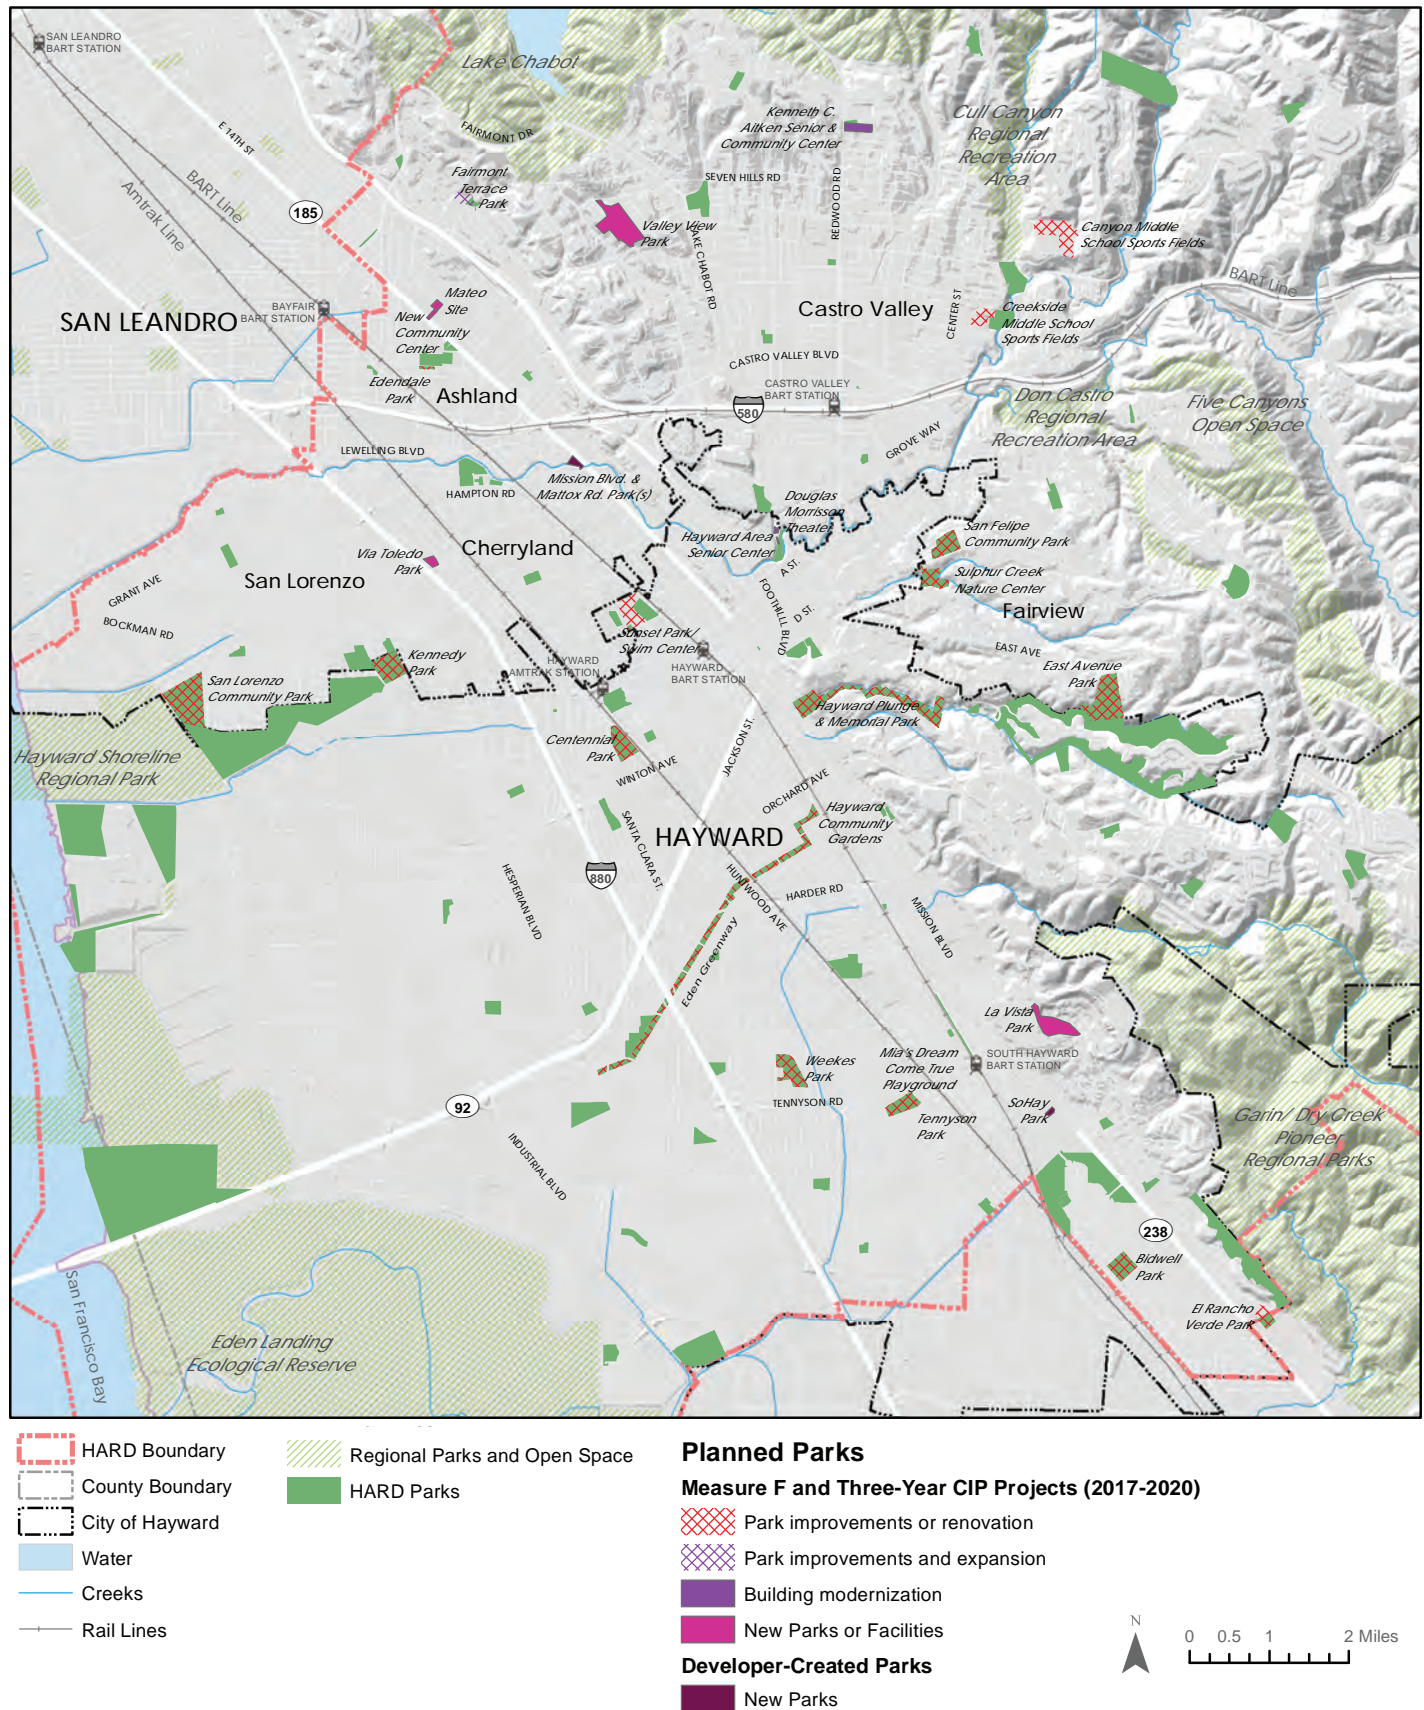 SAN LEANDRO
BART STATION
Lake Chabot
E 14TH ST
FAIRMONT DR
Kenneth C.
Aitken Senior &
Community Center
Cull Canyon
Regional
Recreation
Area
BART Line
Amtrak Line
185
Fairmont
Terrace
Park
SEVEN HILLS RD
REDWOOD RD
Valley View
Park
LAKE CHABOT RD
Canyon Middle
School Sports Fields
BART Line
SAN LEANDRO
BAYFAIR
BART STATION
Mateo
Site
New
Community
Center
Castro Valley
CENTER ST
Creekside
Middle School
Sports Fields
Edendale
Park
Ashland
CASTRO VALLEY BLVD
CASTRO VALLEY
BART STATION
580
Don Castro
Regional
Recreation Area
Five Canyons
Open Space
GROVE WAY
LEWELLING BLVD
HAMPTON RD
Mission Blvd. &
Mattox Rd. Park(s)
Douglas
Morrisson
Theater
Hayward Area
Senior Center
San Felipe
Community Park
Cherryland
Via Toledo
Park
San Lorenzo
GRANT AVE
BOCKMAN RD
A ST.
FOOTHILLL BLVD
D ST.
Sulphur Creek
Nature Center
Fairview
EAST AVE
Sunset Park/
Swim Center
HAYWARD
AMTRAK STATION
HAYWARD
BART STATION
Kennedy
Park
San Lorenzo
Community Park
East Avenue
Park
Hayward Plunge
& Memorial Park
Hayward Shoreline
Regional Park
Centennial
Park
WINTON AVE
JACKSON ST.
ORCHARD AVE
Hayward
Community
Gardens
SANTA CLARA ST.
HAYWARD
880
HESPERIAN BLVD
HUNTWOOD AVE
HARDER RD
MISSION BLVD
Eden Greenway
La Vista
Park
SOUTH HAYWARD
BART STATION
Weekes
Park
Mia's Dream
Come True
Playground
TENNYSON RD
Tennyson
Park
SoHay
Park
92
INDUSTRIAL BLVD
Garin/ Dry Creek
Pioneer
Regional Parks
238
Bidwell
Park
El Rancho
Verde Park
San Francisco Bay
Eden Landing
Ecological Reserve
HARD Boundary
County Boundary
City of Hayward
Water
Creeks
Rail Lines
Regional Parks and Open Space
HARD Parks
Planned Parks
Measure F and Three-Year CIP Projects (2017-2020)
Park improvements or renovation
Park improvements and expansion
Building modernization
New Parks or Facilities
Developer-Created Parks
New Parks
N
0 0.5 1 2 Miles